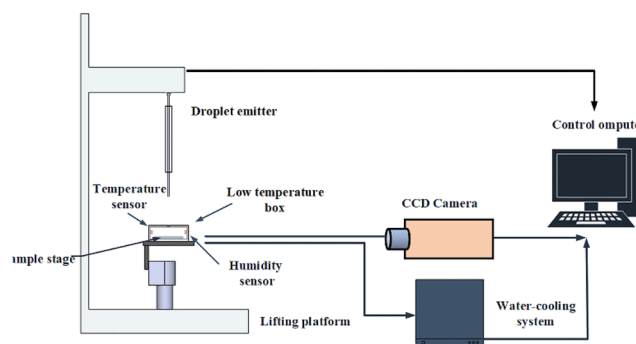 Droplet emitter
Control ompute
Temperature
sensor
Low temperature
box
CCD Camera
ample stage
Humidity
sensor
Lifting platform
Water-cooling
system